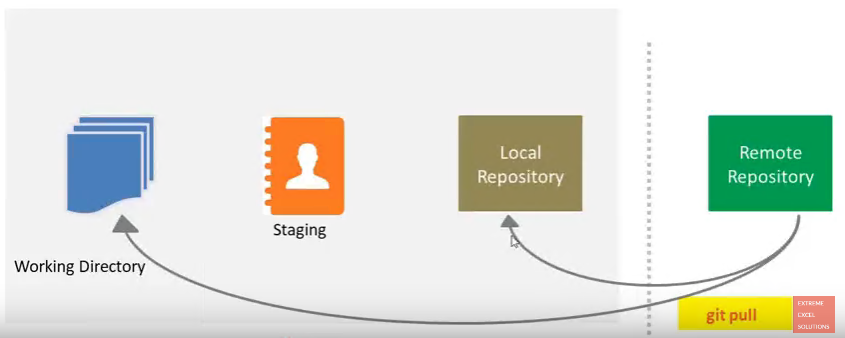 Local
Repository
Remote
Repository
Staging
Working Directory
git pull
EXTREME
EXCEL
SOLUTIONS